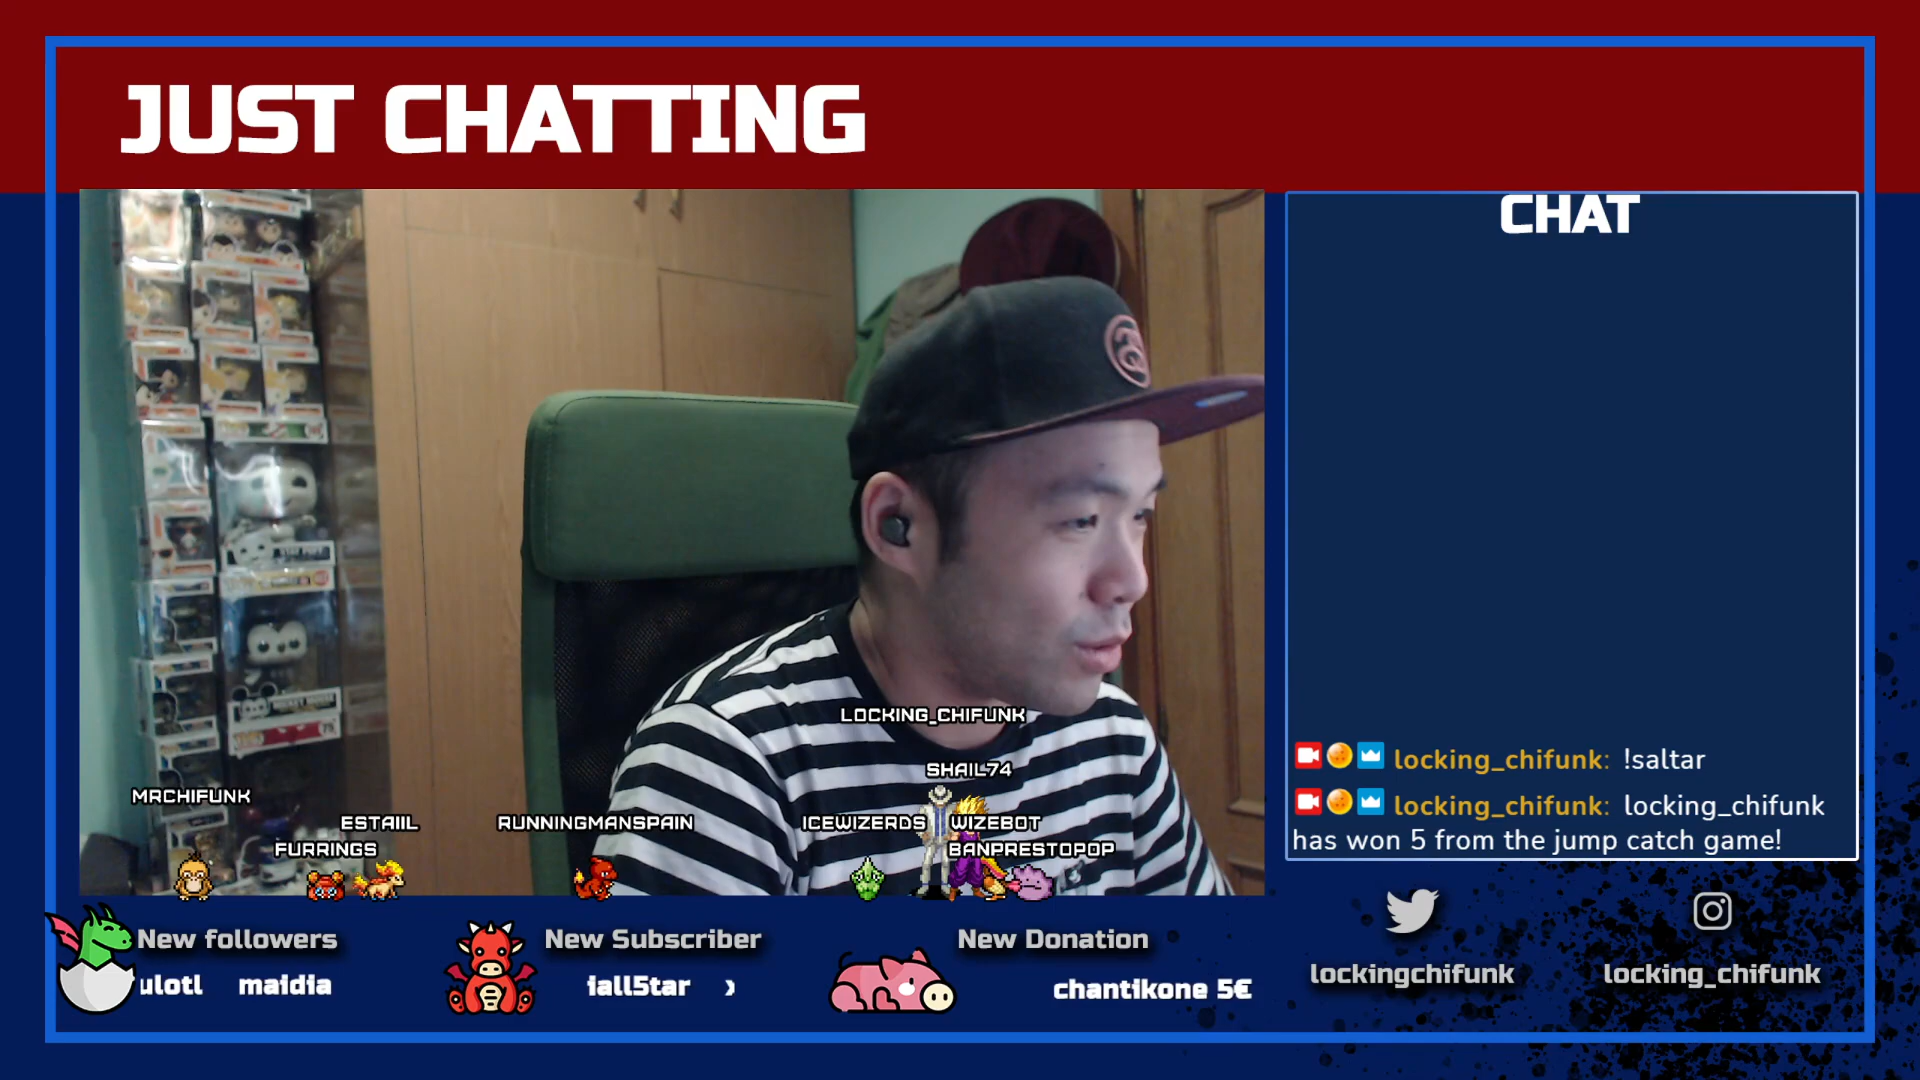 JUST CHATTING
CHAT
LOCKING_CHIFUNK
SHAIL74
MRCHIFUNK
ESTAIIL
RUNNINGMANSPAIN
ICEWIZERDS
WIZEBOT
FURRINGS
BANPRESTOPOP
locking_chifunk: !saltar
locking_chifunk: locking_chifunk
has won 5 from the jump catch game!
New followers
ulotl maidia
New Subscriber
iall5tar
New Donation
chantikone 5€
lockingchifunk
locking_chifunk